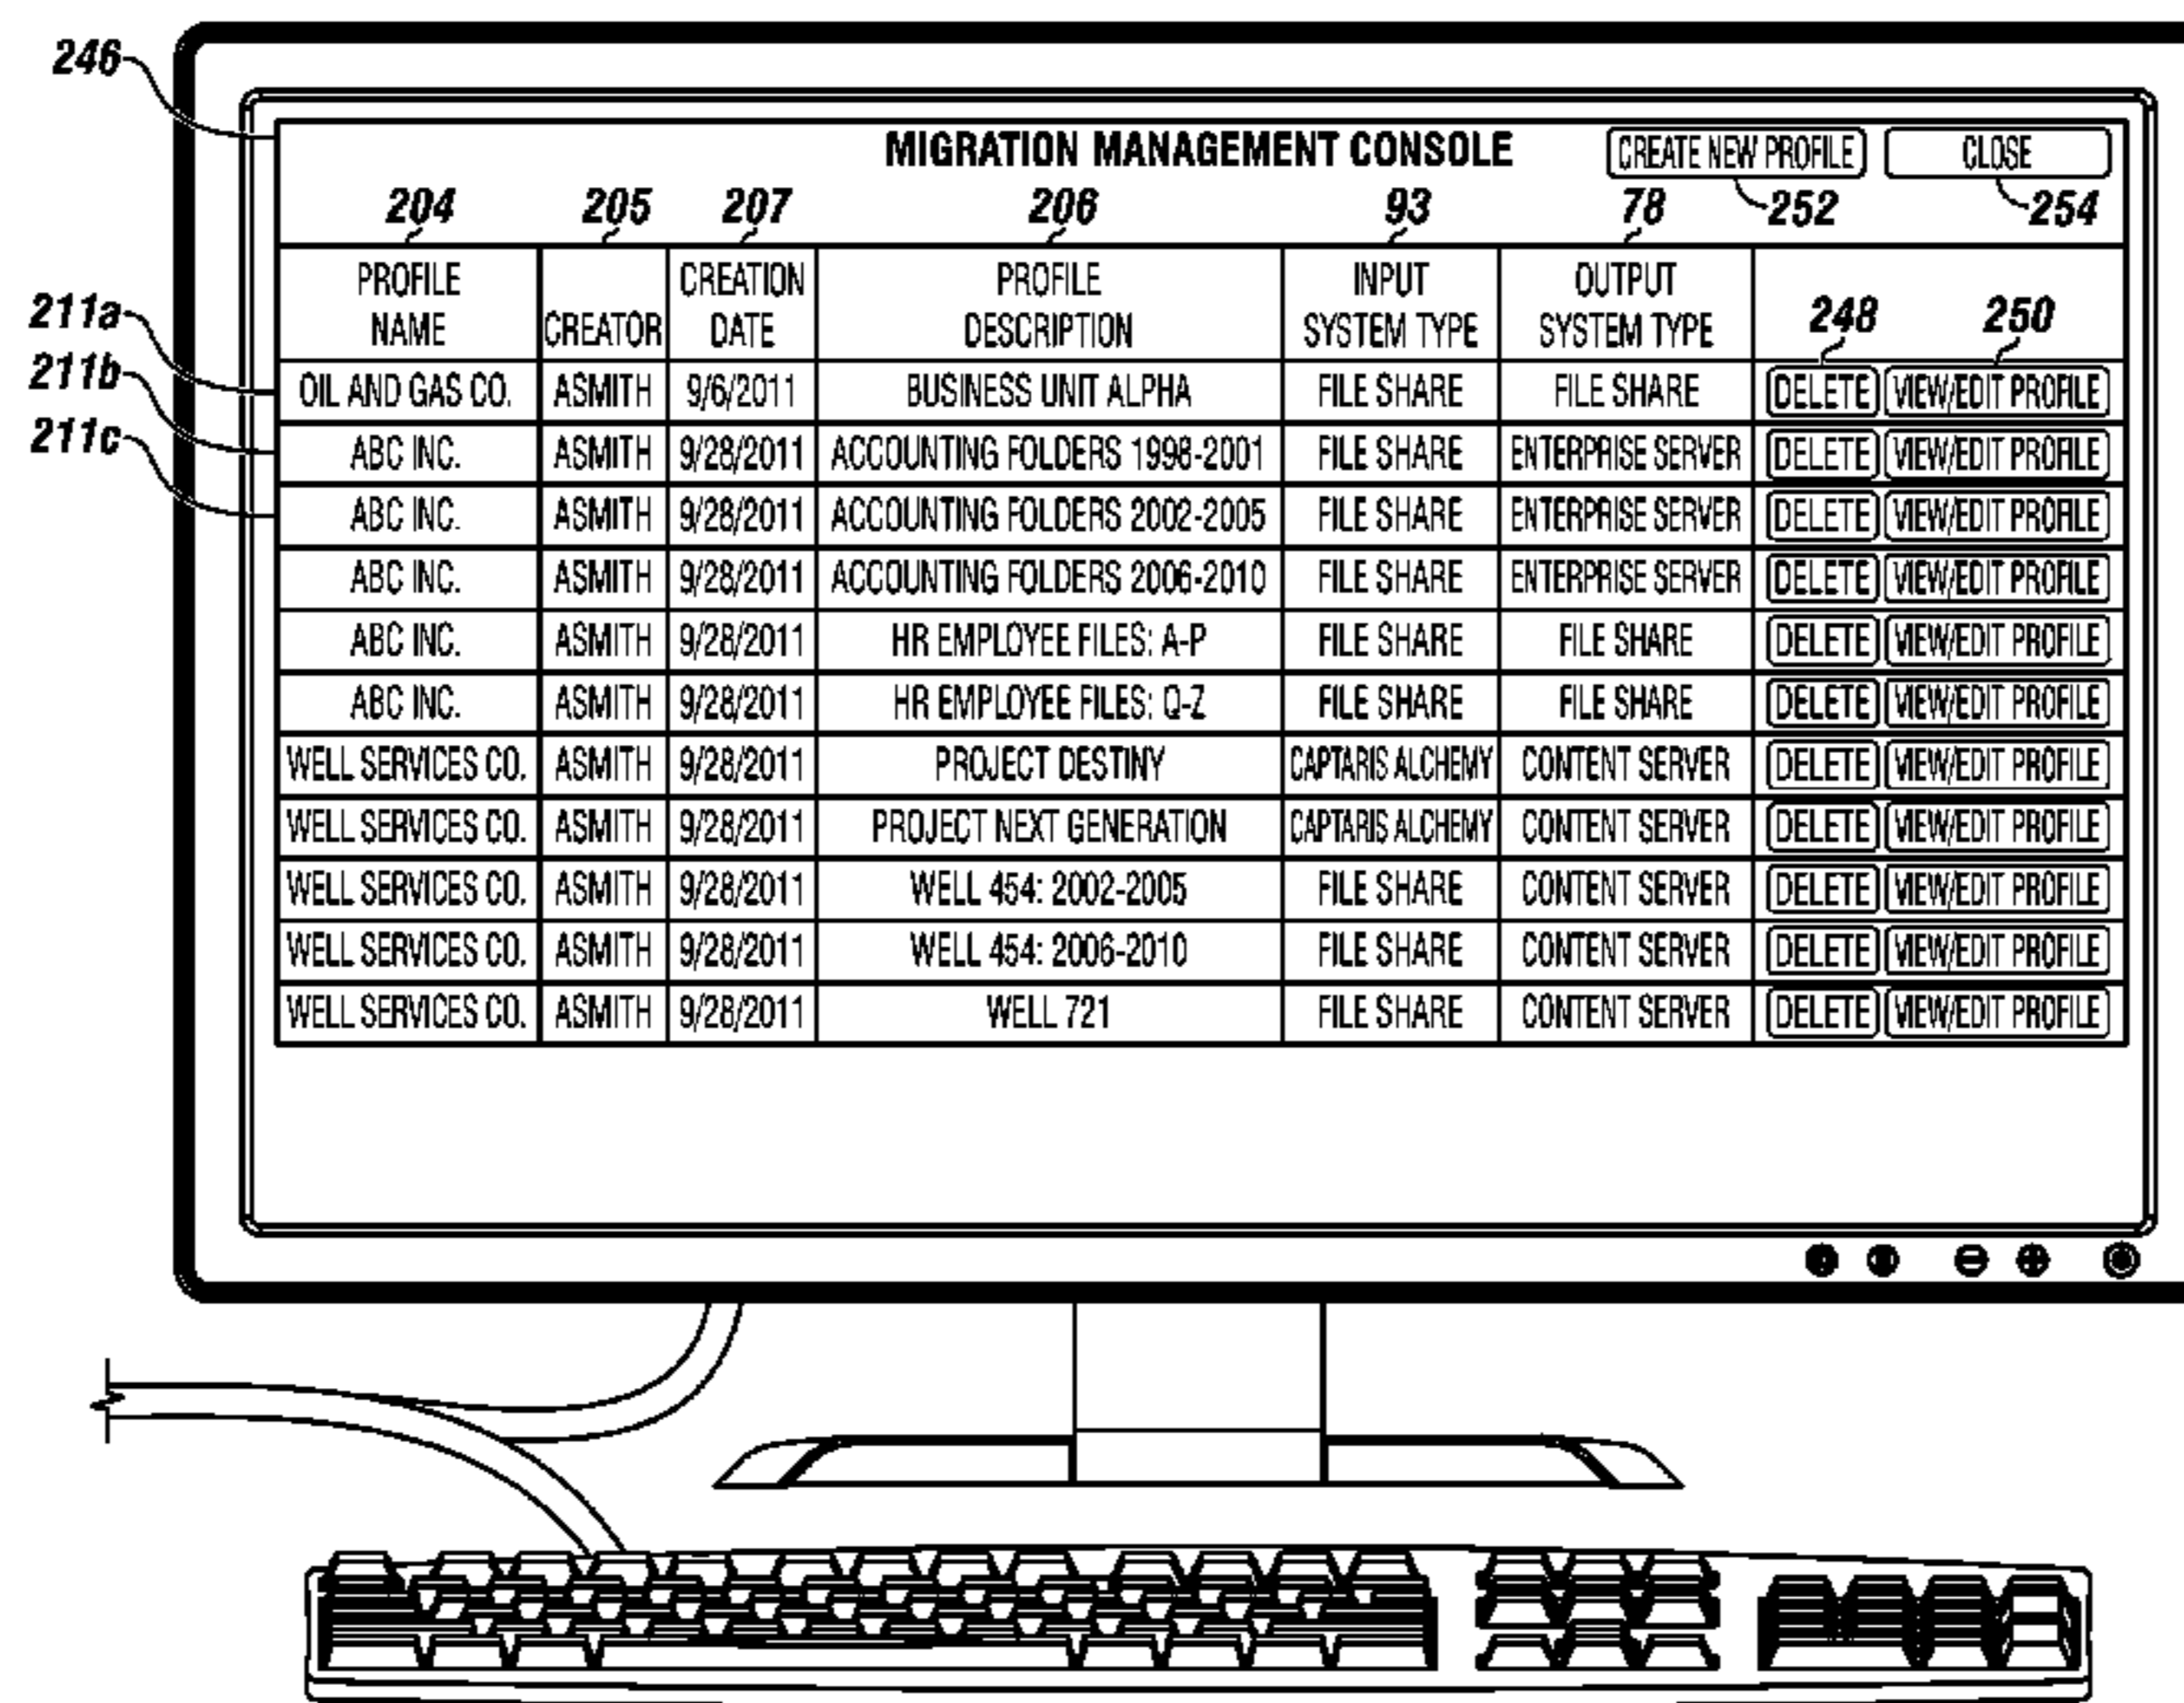 246
MIGRATION MANAGEMENT CONSOLE CREATE NEW PROFILE CLOSE
204 205 207 206 93 78 252 254
PROFILE NAME CREATOR CREATION DATE PROFILE DESCRIPTION INPUT SYSTEM TYPE OUTPUT SYSTEM TYPE 248 250
211a OIL AND GAS CO. ASMITH 9/6/2011 BUSINESS UNIT ALPHA FILE SHARE FILE SHARE DELETE VIEW/EDIT PROFILE
211b ABC INC. ASMITH 9/28/2011 ACCOUNTING FOLDERS 1998-2001 FILE SHARE ENTERPRISE SERVER DELETE VIEW/EDIT PROFILE
211c ABC INC. ASMITH 9/28/2011 ACCOUNTING FOLDERS 2002-2005 FILE SHARE ENTERPRISE SERVER DELETE VIEW/EDIT PROFILE
ABC INC. ASMITH 9/28/2011 ACCOUNTING FOLDERS 2006-2010 FILE SHARE ENTERPRISE SERVER DELETE VIEW/EDIT PROFILE
ABC INC. ASMITH 9/28/2011 HR EMPLOYEE FILES: A-P FILE SHARE FILE SHARE DELETE VIEW/EDIT PROFILE
ABC INC. ASMITH 9/28/2011 HR EMPLOYEE FILES: Q-Z FILE SHARE FILE SHARE DELETE VIEW/EDIT PROFILE
WELL SERVICES CO. ASMITH 9/28/2011 PROJECT DESTINY CAPTARIS ALCHEMY CONTENT SERVER DELETE VIEW/EDIT PROFILE
WELL SERVICES CO. ASMITH 9/28/2011 PROJECT NEXT GENERATION CAPTARIS ALCHEMY CONTENT SERVER DELETE VIEW/EDIT PROFILE
WELL SERVICES CO. ASMITH 9/28/2011 WELL 454: 2002-2005 FILE SHARE CONTENT SERVER DELETE VIEW/EDIT PROFILE
WELL SERVICES CO. ASMITH 9/28/2011 WELL 454: 2006-2010 FILE SHARE CONTENT SERVER DELETE VIEW/EDIT PROFILE
WELL SERVICES CO. ASMITH 9/28/2011 WELL 721 FILE SHARE CONTENT SERVER DELETE VIEW/EDIT PROFILE